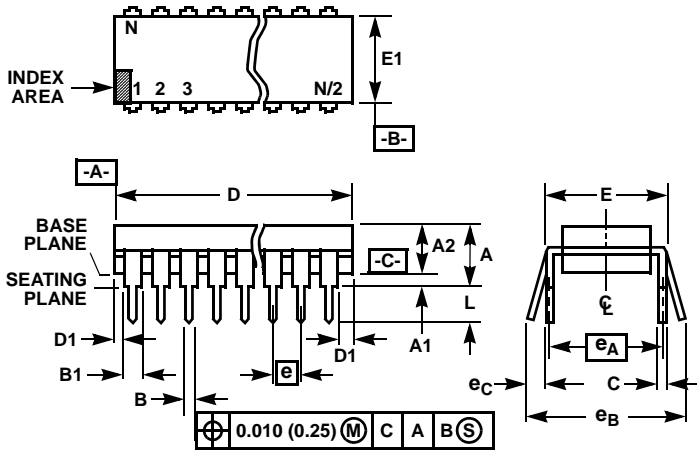 N
E1
INDEX
AREA
1 2 3 N/2
-B-
-A-
D
E
BASE
PLANE
A2
A
-C-
SEATING
PLANE
L
C
L
D1
A1
D1
eA
B1
e
eC
C
B
eB
0.010 (0.25) M C A B S